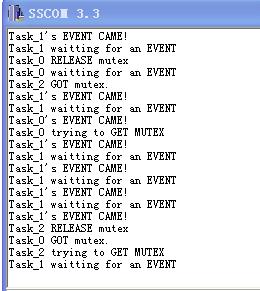 SSCOM 3.3
Task_1's EVENT CAME!
Task_1 waitting for an EVENT
Task_0 RELEASE mutex
Task_0 waitting for an EVENT
Task_2 GOT mutex.
Task_1's EVENT CAME!
Task_1 waitting for an EVENT
Task_0's EVENT CAME!
Task_0 trying to GET MUTEX
Task_1's EVENT CAME!
Task_1 waitting for an EVENT
Task_1's EVENT CAME!
Task_1 waitting for an EVENT
Task_1's EVENT CAME!
Task_1 waitting for an EVENT
Task_1's EVENT CAME!
Task_2 RELEASE mutex
Task_0 GOT mutex.
Task_2 trying to GET MUTEX
Task_1 waitting for an EVENT